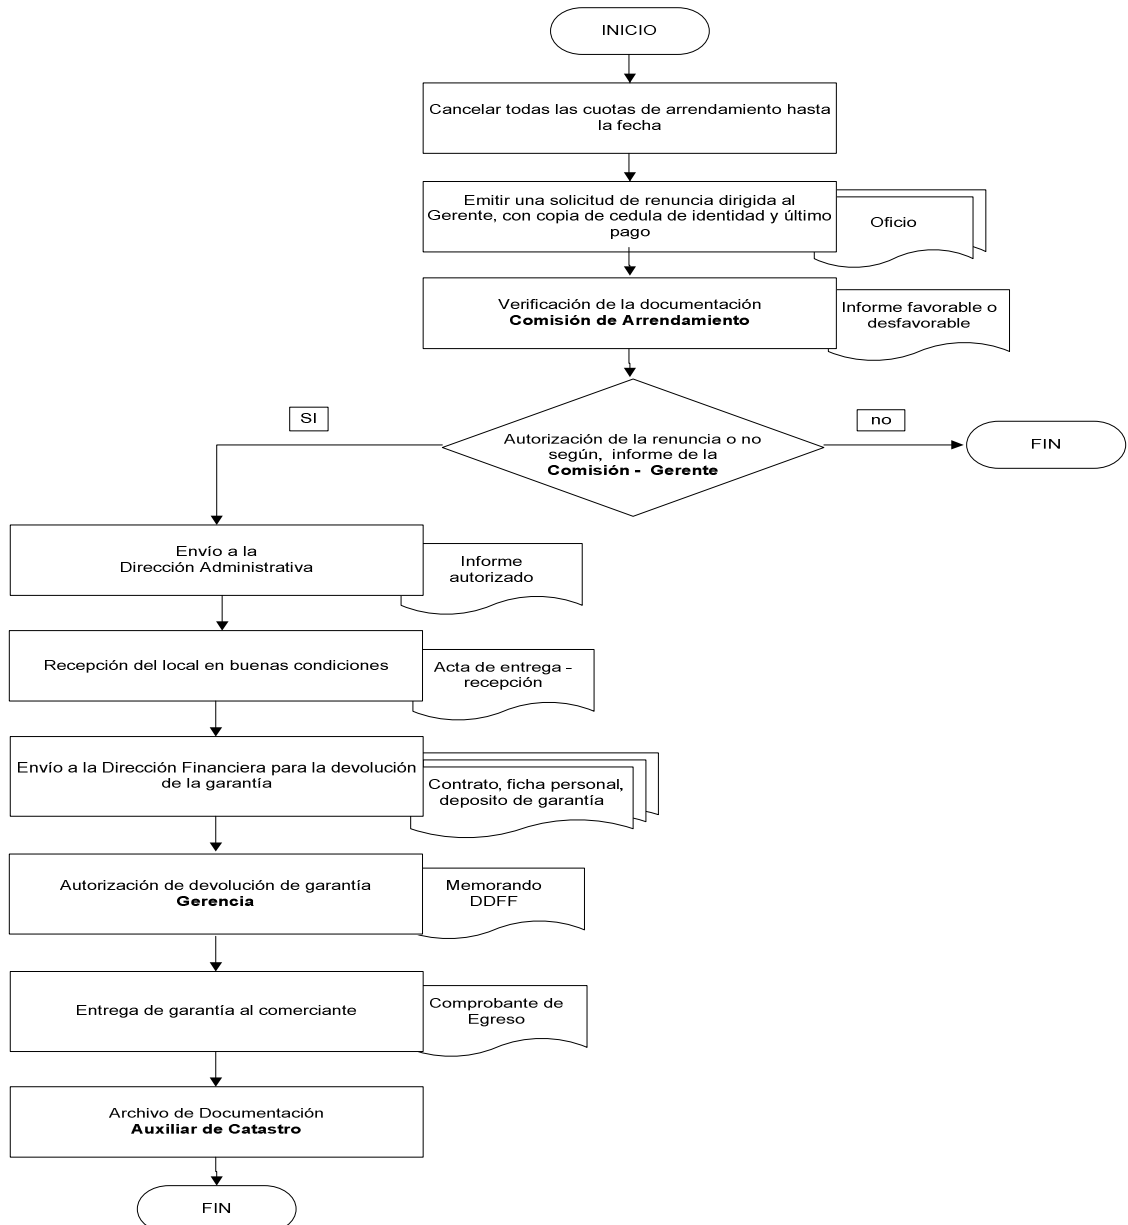 INICIO
Cancelar todas las cuotas de arrendamiento hasta
la fecha
Emitir una solicitud de renuncia dirigida al
Gerente, con copia de cedula de identidad y último
pago
Oficio
Verificación de la documentación
Comisión de Arrendamiento
Informe favorable o
desfavorable
SI
no
Autorización de la renuncia o no
según, informe de la
Comisión - Gerente
FIN
Envío a la
Dirección Administrativa
Informe
autorizado
Recepción del local en buenas condiciones
Acta de entrega -
recepción
Envío a la Dirección Financiera para la devolución
de la garantía
Contrato, ficha personal,
deposito de garantía
Autorización de devolución de garantía
Gerencia
Memorando
DDFF
Entrega de garantía al comerciante
Comprobante de
Egreso
Archivo de Documentación
Auxiliar de Catastro
FIN